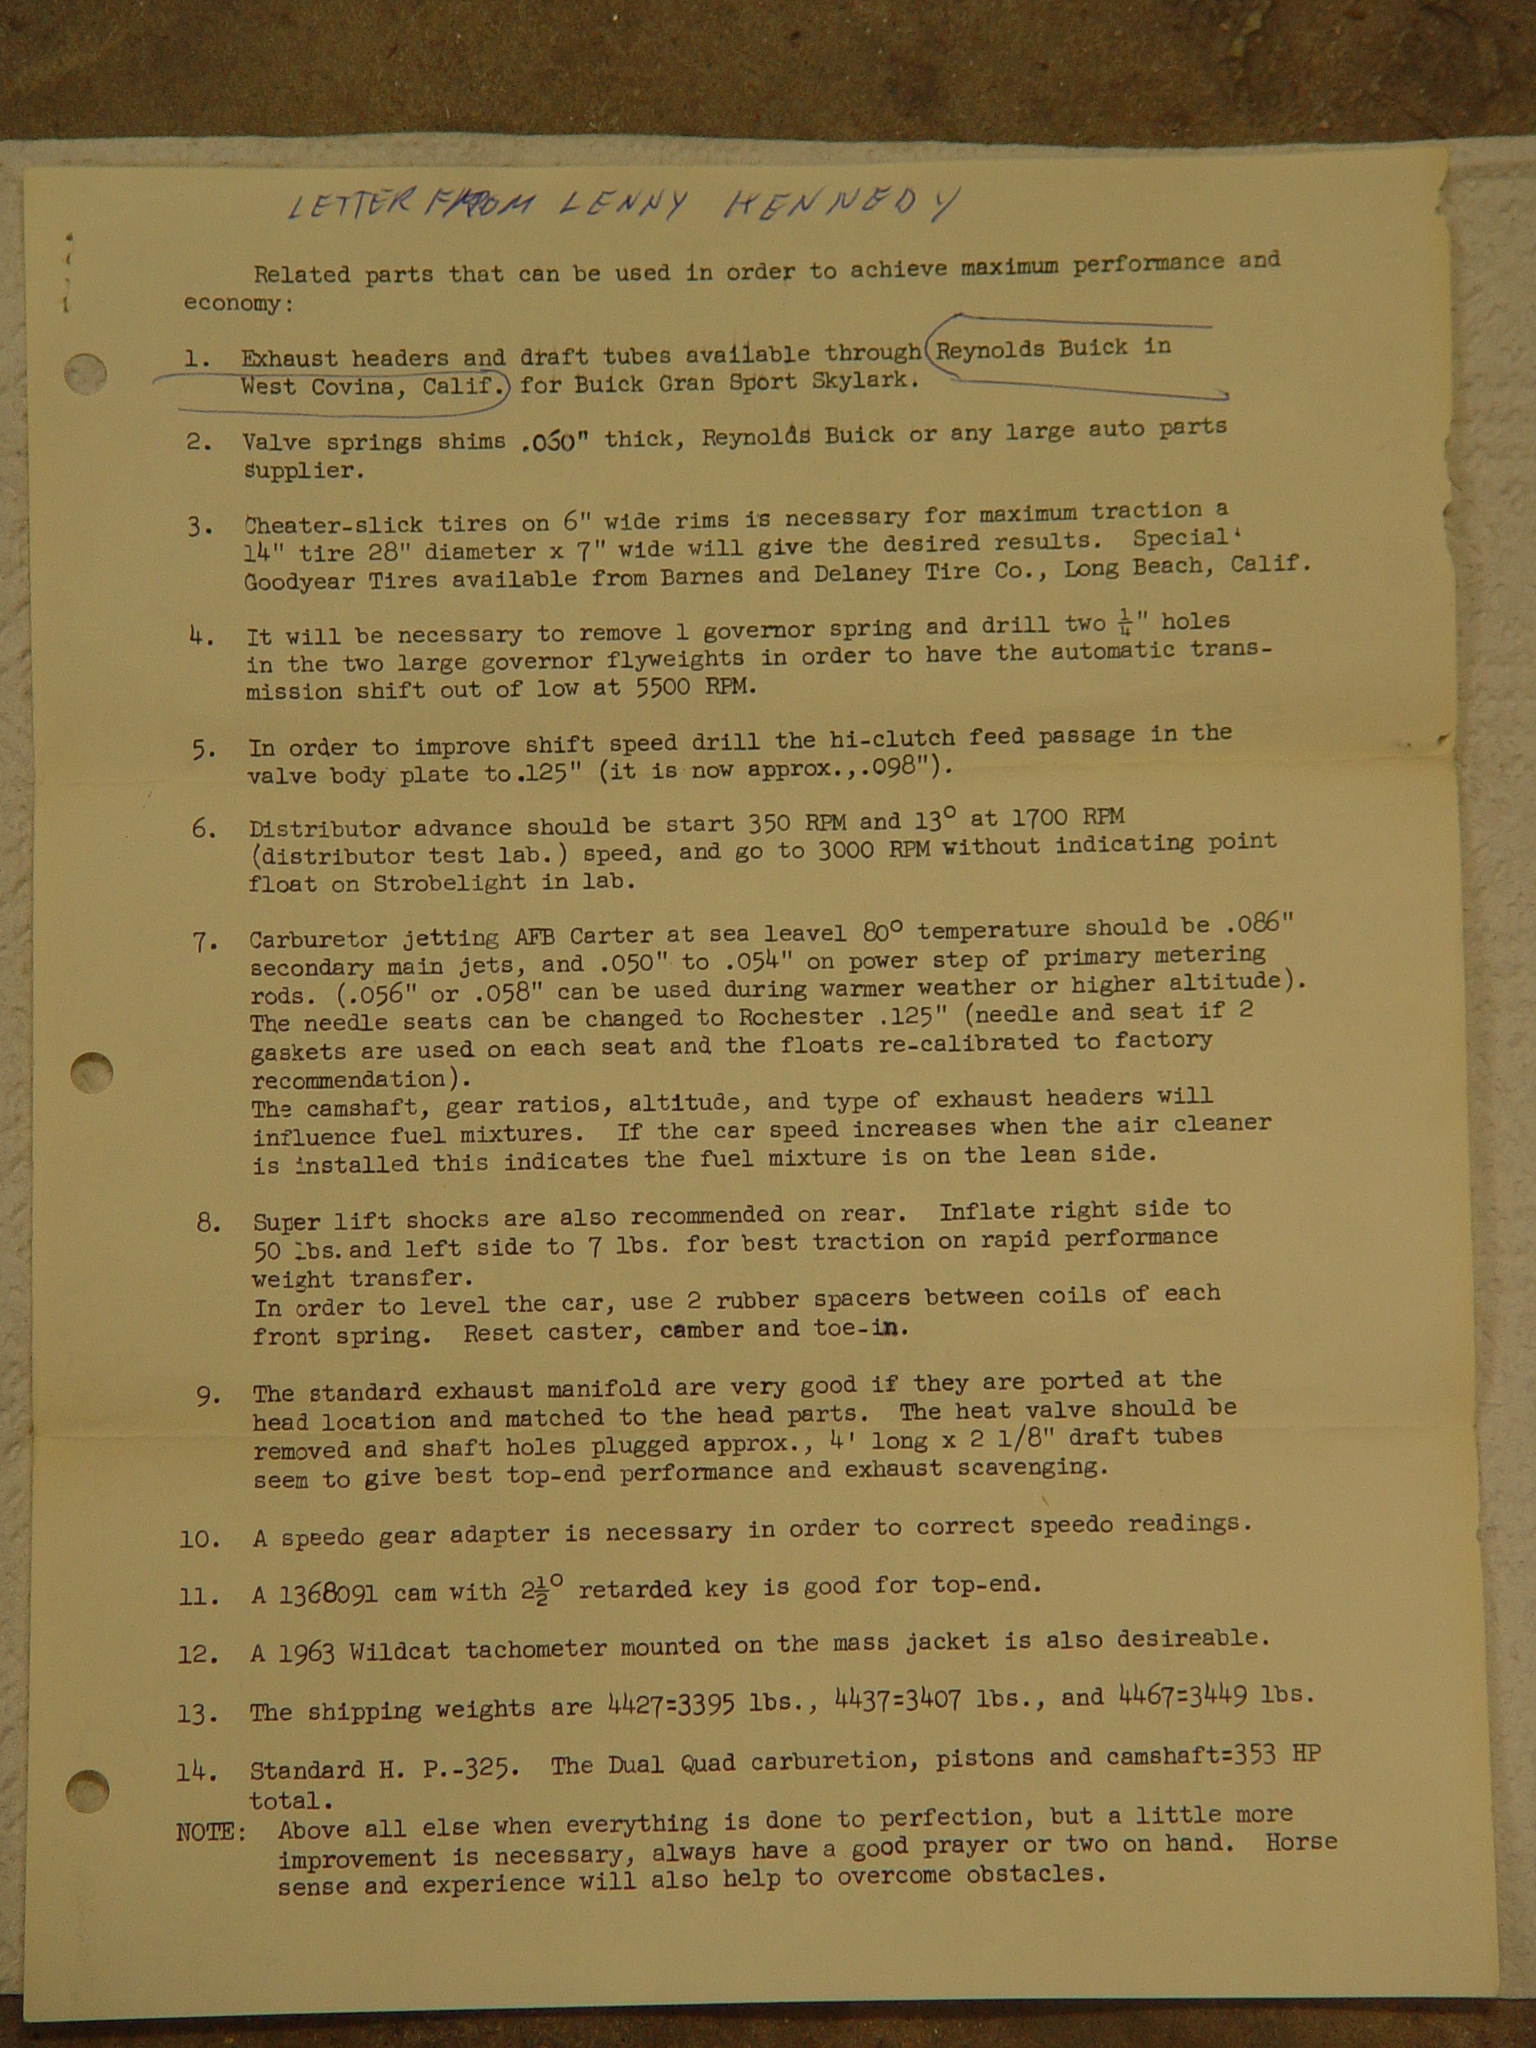 LETTER FROM LENNY KENNEDY
Related parts that can be used in order to achieve maximum performance and
economy:
1. Exhaust headers and draft tubes available through Reynolds Buick in
West Covina, Calif. for Buick Gran Sport Skylark.
2. Valve springs shims .060" thick, Reynolds Buick or any large auto parts
supplier.
3. Cheater-slick tires on 6" wide rims is necessary for maximum traction a
14" tire 28" diameter x 7" wide will give the desired results. Special
Goodyear Tires available from Barnes and Delaney Tire Co., Long Beach, Calif.
4. It will be necessary to remove 1 governor spring and drill two ¼" holes
in the two large governor flyweights in order to have the automatic trans-
mission shift out of low at 5500 RPM.
5. In order to improve shift speed drill the hi-clutch feed passage in the
valve body plate to .125" (it is now approx.,.098").
6. Distributor advance should be start 350 RPM and 13° at 1700 RPM
(distributor test lab.) speed, and go to 3000 RPM without indicating point
float on Strobelight in lab.
7. Carburetor jetting AFB Carter at sea leavel 80° temperature should be .086"
secondary main jets, and .050" to .054" on power step of primary metering
rods. (.056" or .058" can be used during warmer weather or higher altitude).
The needle seats can be changed to Rochester .125" (needle and seat if 2
gaskets are used on each seat and the floats re-calibrated to factory
recommendation).
The camshaft, gear ratios, altitude, and type of exhaust headers will
influence fuel mixtures. If the car speed increases when the air cleaner
is installed this indicates the fuel mixture is on the lean side.
8. Super lift shocks are also recommended on rear. Inflate right side to
50 lbs. and left side to 7 lbs. for best traction on rapid performance
weight transfer.
In order to level the car, use 2 rubber spacers between coils of each
front spring. Reset caster, camber and toe-in.
9. The standard exhaust manifold are very good if they are ported at the
head location and matched to the head parts. The heat valve should be
removed and shaft holes plugged approx., 4' long x 2 1/8" draft tubes
seem to give best top-end performance and exhaust scavenging.
10. A speedo gear adapter is necessary in order to correct speedo readings.
11. A 1368091 cam with 2½° retarded key is good for top-end.
12. A 1963 Wildcat tachometer mounted on the mass jacket is also desireable.
13. The shipping weights are 4427=3395 lbs., 4437=3407 lbs., and 4467=3449 lbs.
14. Standard H. P.-325. The Dual Quad carburetion, pistons and camshaft=353 HP
total.
NOTE: Above all else when everything is done to perfection, but a little more
improvement is necessary, always have a good prayer or two on hand. Horse
sense and experience will also help to overcome obstacles.